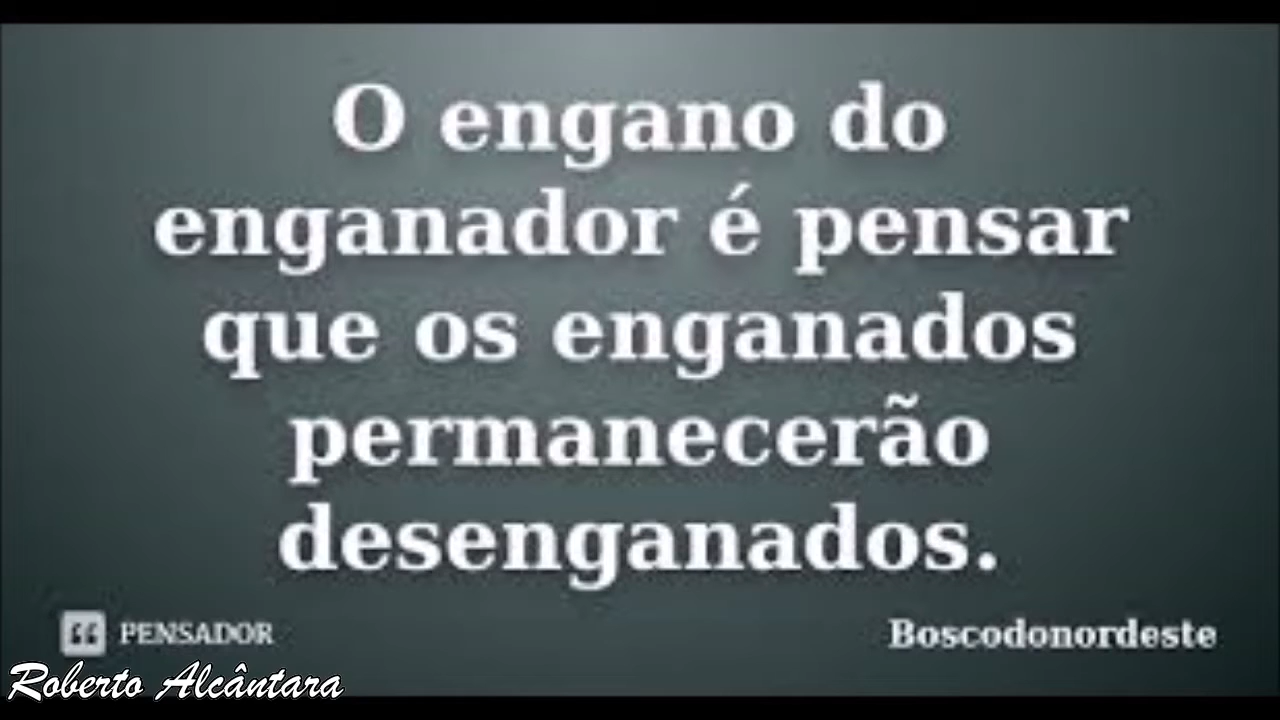 O engano do
enganador é pensar
que os enganados
permanecerão
desenganados.
PENSADOR
Boscodonordeste
Roberto Alcântara